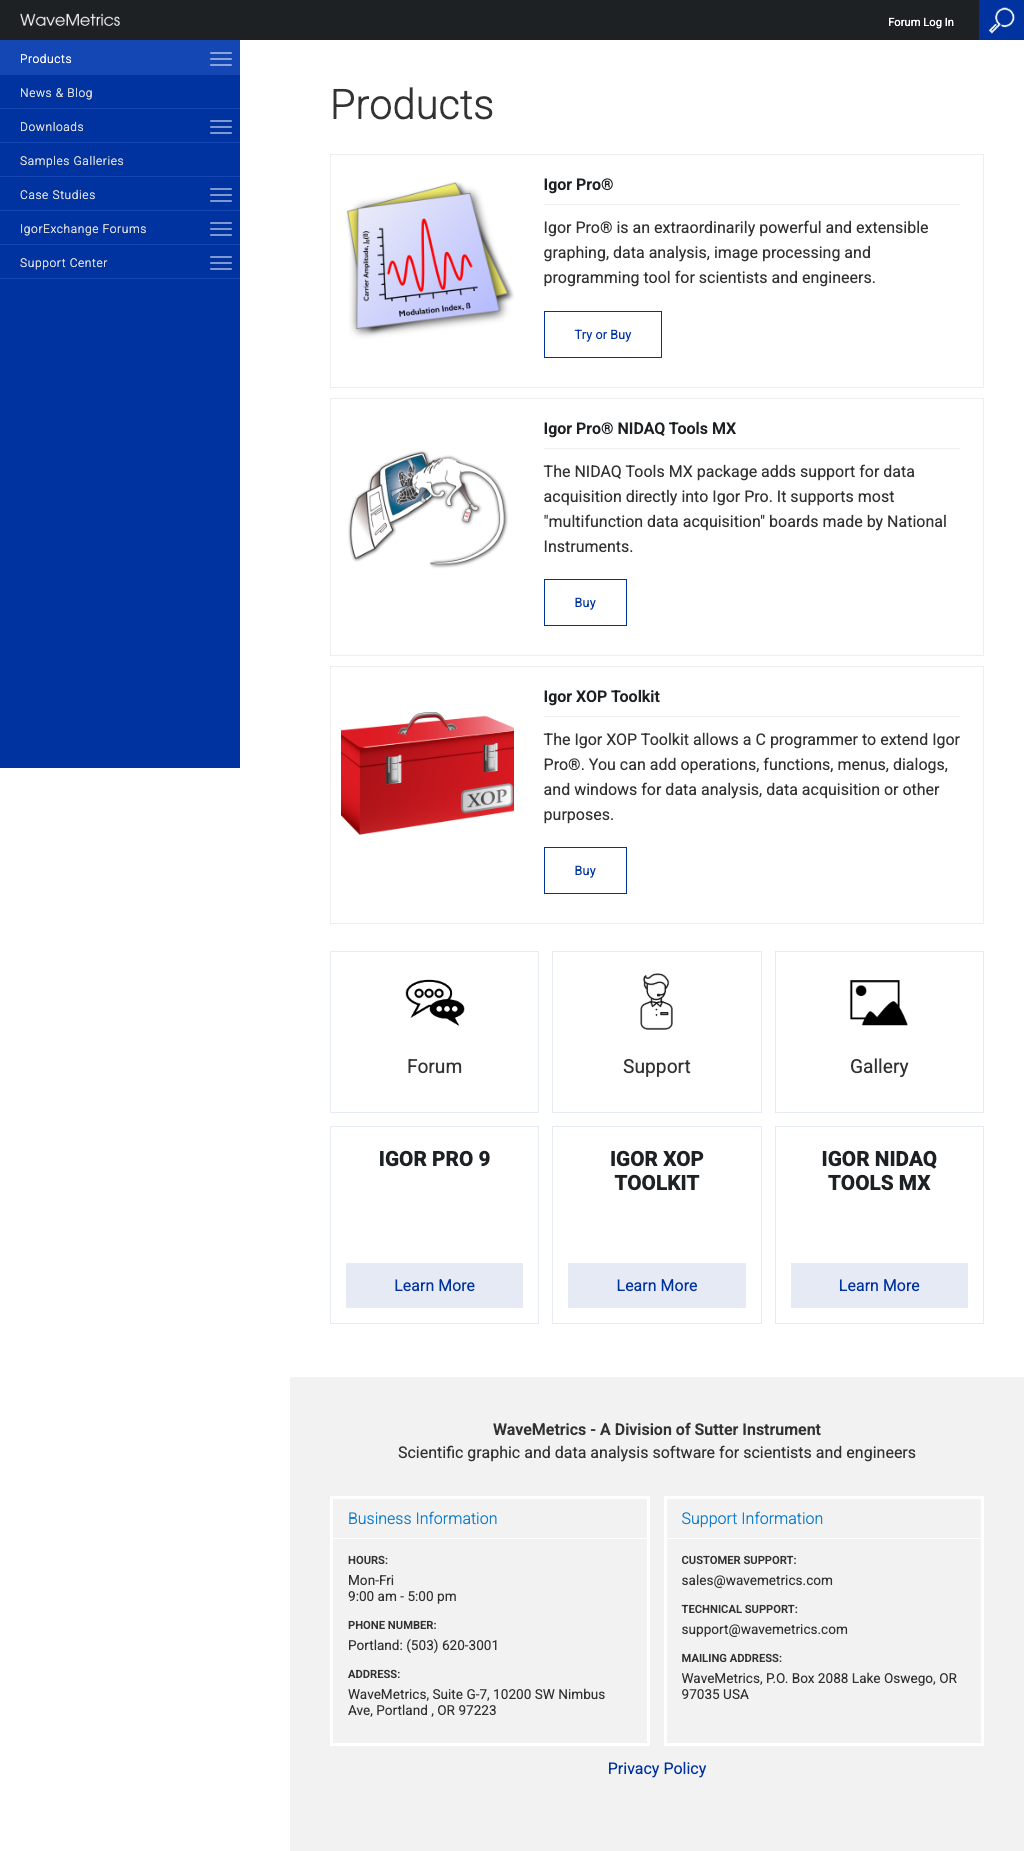 WaveMetrics
Forum Log In
Products
News & Blog
Downloads
Samples Galleries
Case Studies
IgorExchange Forums
Support Center
Products
Carrier Amplitude, J₀(ß)
Modulation Index, ß
Igor Pro®
Igor Pro® is an extraordinarily powerful and extensible
graphing, data analysis, image processing and
programming tool for scientists and engineers.
Try or Buy
Igor Pro® NIDAQ Tools MX
The NIDAQ Tools MX package adds support for data
acquisition directly into Igor Pro. It supports most
"multifunction data acquisition" boards made by National
Instruments.
Buy
XOP
Igor XOP Toolkit
The Igor XOP Toolkit allows a C programmer to extend Igor
Pro®. You can add operations, functions, menus, dialogs,
and windows for data analysis, data acquisition or other
purposes.
Buy
Forum
Support
Gallery
IGOR PRO 9
Learn More
IGOR XOP
TOOLKIT
Learn More
IGOR NIDAQ
TOOLS MX
Learn More
WaveMetrics - A Division of Sutter Instrument
Scientific graphic and data analysis software for scientists and engineers
Business Information
HOURS:
Mon-Fri
9:00 am - 5:00 pm
PHONE NUMBER:
Portland: (503) 620-3001
ADDRESS:
WaveMetrics, Suite G-7, 10200 SW Nimbus
Ave, Portland , OR 97223
Support Information
CUSTOMER SUPPORT:
sales@wavemetrics.com
TECHNICAL SUPPORT:
support@wavemetrics.com
MAILING ADDRESS:
WaveMetrics, P.O. Box 2088 Lake Oswego, OR
97035 USA
Privacy Policy